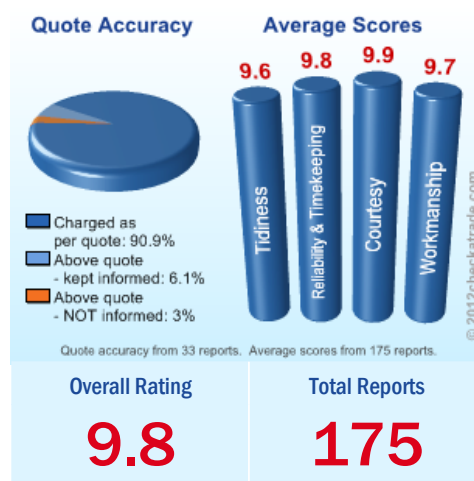 Quote Accuracy
Average Scores
9.6
9.8
9.9
9.7
Tidiness
Reliability & Timekeeping
Courtesy
Workmanship
Charged as
per quote: 90.9%
Above quote
- kept informed: 6.1%
Above quote
- NOT informed: 3%
© 2012checkatrade.com
Quote accuracy from 33 reports. Average scores from 175 reports.
Overall Rating
Total Reports
9.8
175